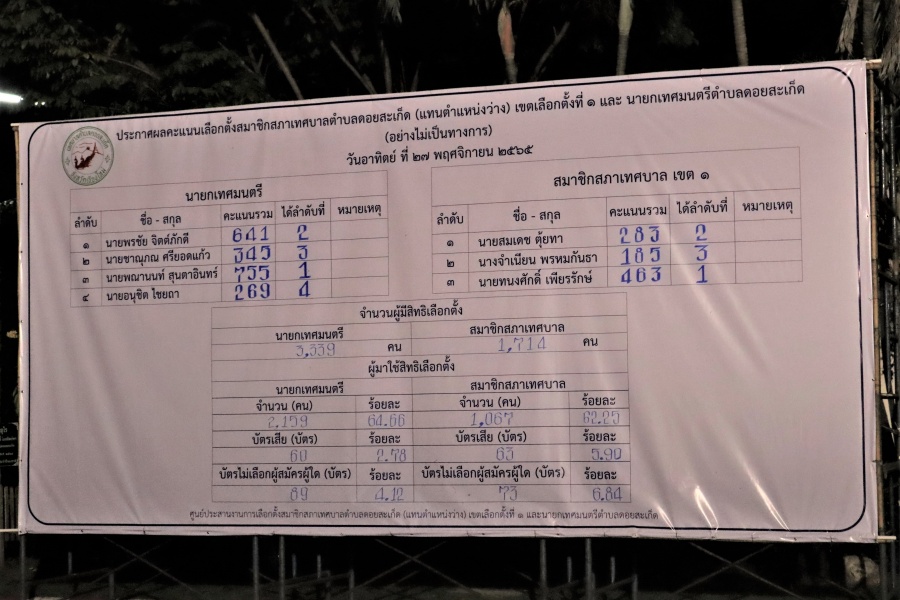 ประกาศผลคะแนนเลือกตั้งสมาชิกสภาเทศบาลตำบลดอยสะเก็ด (แทนตำแหน่งว่าง) เขตเลือกตั้งที่ ๑ และ นายกเทศมนตรีตำบลดอยสะเก็ด
(อย่างไม่เป็นทางการ)
วันอาทิตย์ ที่ ๒๗ พฤศจิกายน ๒๕๖๕
นายกเทศมนตรี
ลำดับ ชื่อ - สกุล คะแนนรวม ได้ลำดับที่ หมายเหตุ
๑ นายพรชัย จิตต์ภักดี 641 2
๒ นายชาญุภณ ศรียอดแก้ว 345 3
๓ นายพณานนท์ สุนตาอินทร์ 755 1
๔ นายอนุชิต ไชยถา 269 4
สมาชิกสภาเทศบาล เขต ๑
ลำดับ ชื่อ - สกุล คะแนนรวม ได้ลำดับที่ หมายเหตุ
๑ นายสมเดช ตุ้ยทา 283 2
๒ นางจำเนียน พรหมกันธา 185 3
๓ นายทนงศักดิ์ เพียรรักษ์ 463 1
จำนวนผู้มีสิทธิเลือกตั้ง
นายกเทศมนตรี สมาชิกสภาเทศบาล
3,339 คน 1,714 คน
ผู้มาใช้สิทธิเลือกตั้ง
นายกเทศมนตรี สมาชิกสภาเทศบาล
จำนวน (คน) ร้อยละ จำนวน (คน) ร้อยละ
2,159 64.66 1,067 62.25
บัตรเสีย (บัตร) ร้อยละ บัตรเสีย (บัตร) ร้อยละ
60 2.78 63 5.90
บัตรไม่เลือกผู้สมัครผู้ใด (บัตร) ร้อยละ บัตรไม่เลือกผู้สมัครผู้ใด (บัตร) ร้อยละ
89 4.12 73 6.84
ศูนย์ประสานงานการเลือกตั้งสมาชิกสภาเทศบาลตำบลดอยสะเก็ด (แทนตำแหน่งว่าง) เขตเลือกตั้งที่ ๑ และนายกเทศมนตรีตำบลดอยสะเก็ด